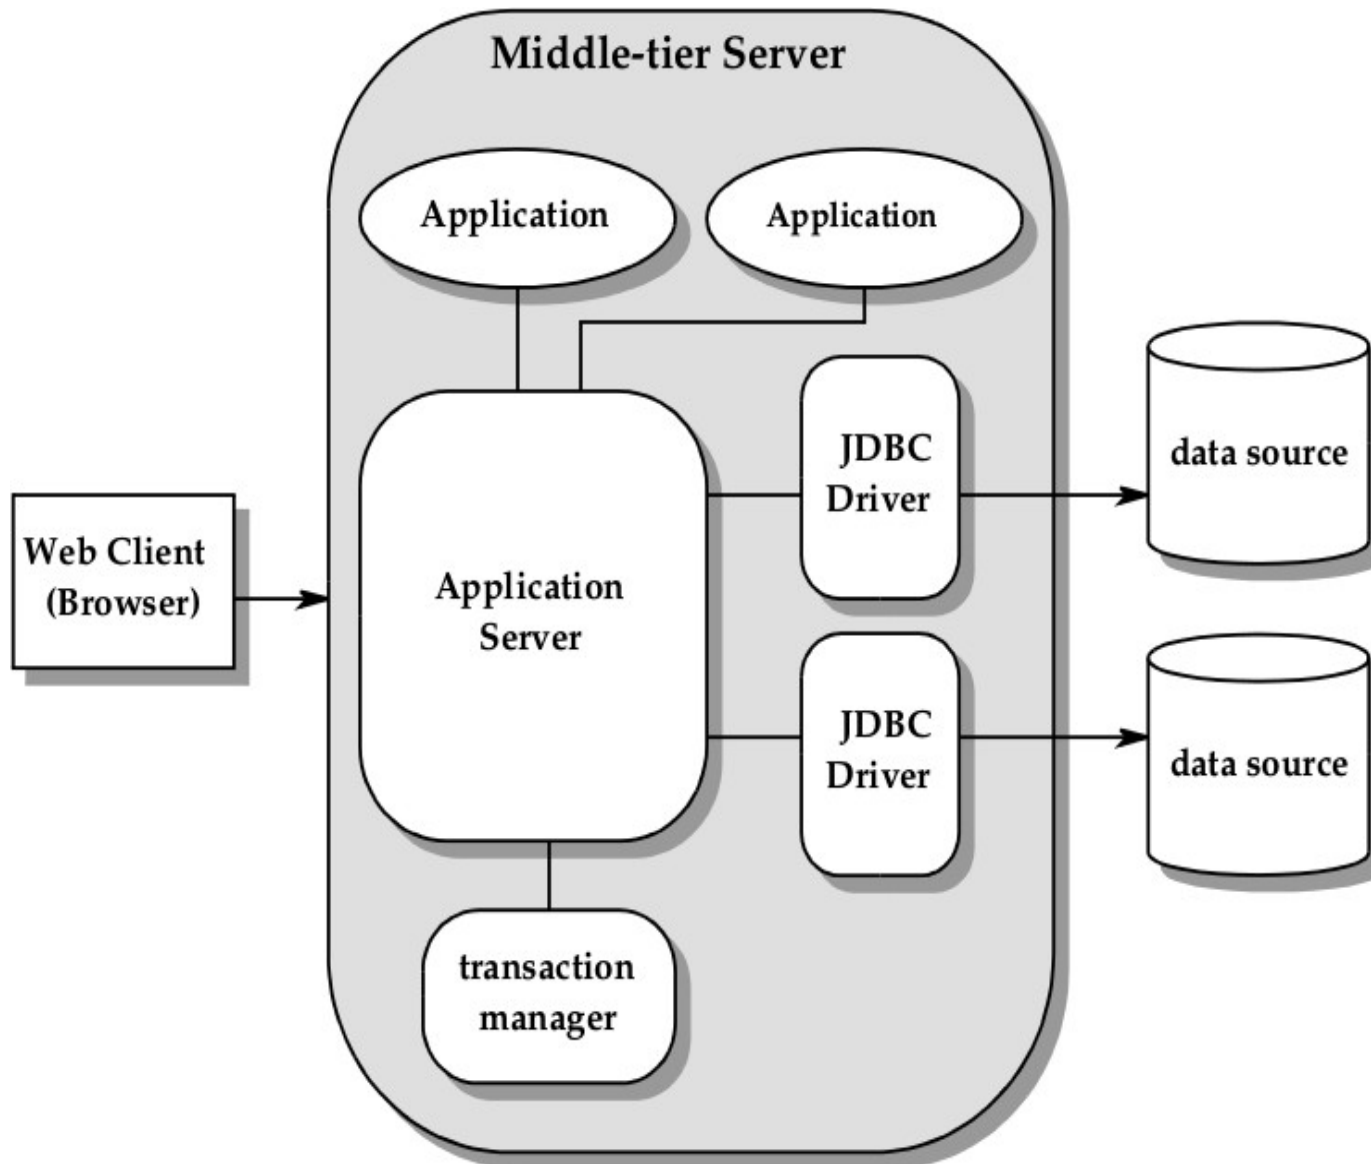 Middle-tier Server
Application
Application
JDBC
Driver
data source
Web Client
(Browser)
Application
Server
JDBC
Driver
data source
transaction
manager